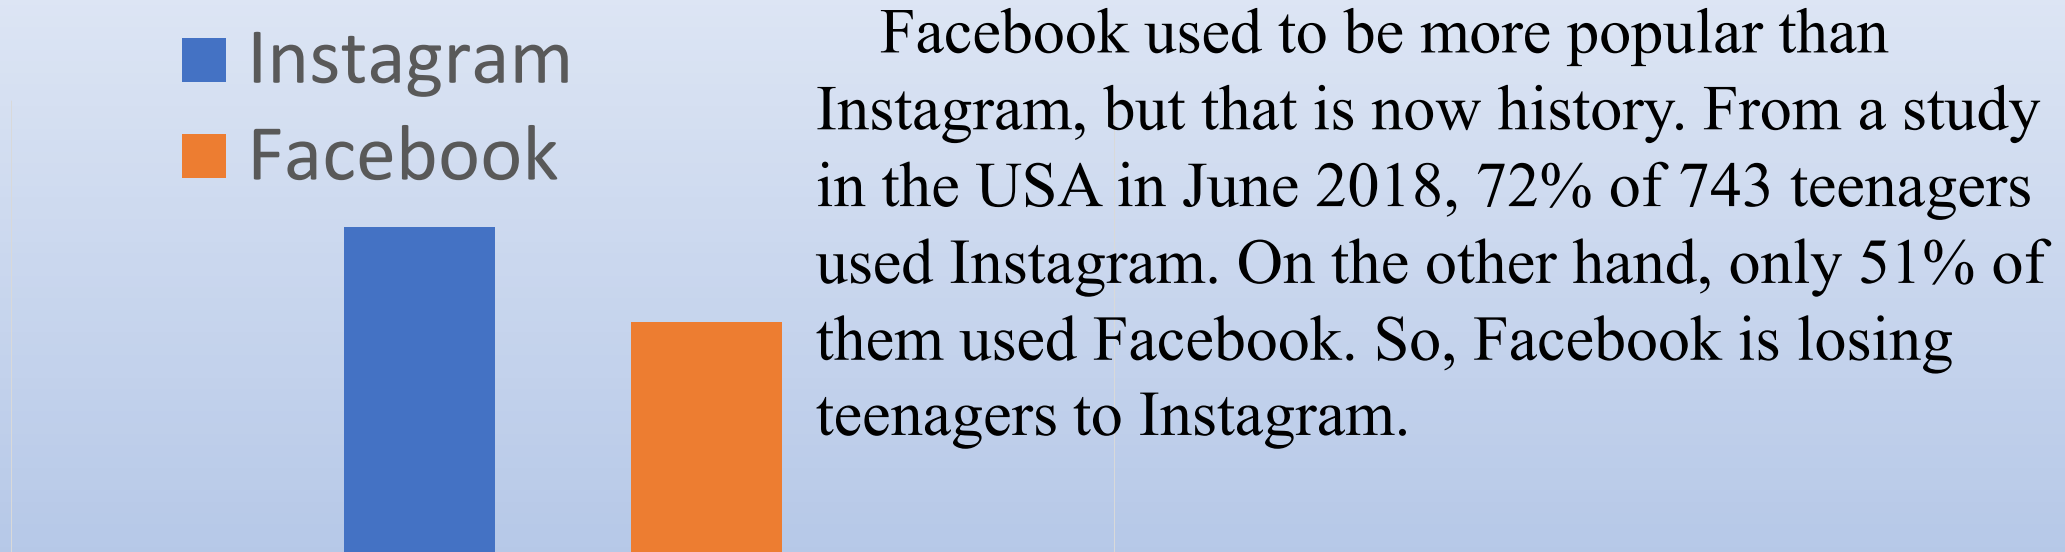 Instagram
Facebook
Facebook used to be more popular than
Instagram, but that is now history. From a study
in the USA in June 2018, 72% of 743 teenagers
used Instagram. On the other hand, only 51% of
them used Facebook. So, Facebook is losing
teenagers to Instagram.